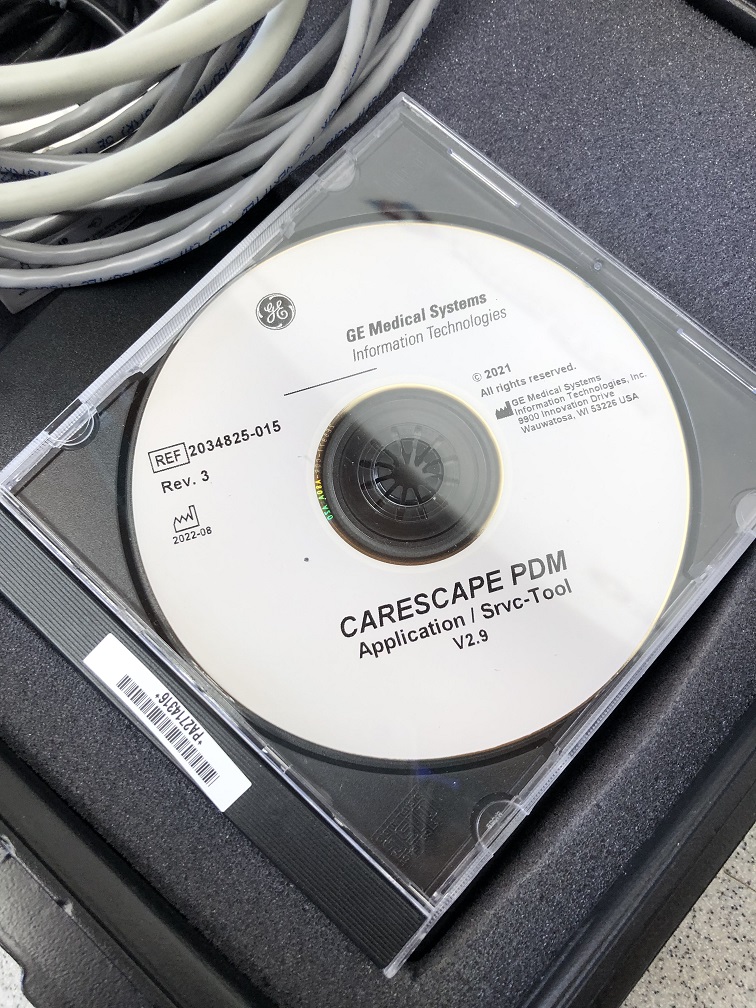 GE
GE Medical Systems
Information Technologies
© 2021
All rights reserved.
GE Medical Systems
Information Technologies, Inc.
9900 Innovation Drive
Wauwatosa, WI 53226 USA
REF 2034825-015
Rev. 3
2022-08
CARESCAPE PDM
Application / Srvc-Tool
V2.9
*PA2714316*